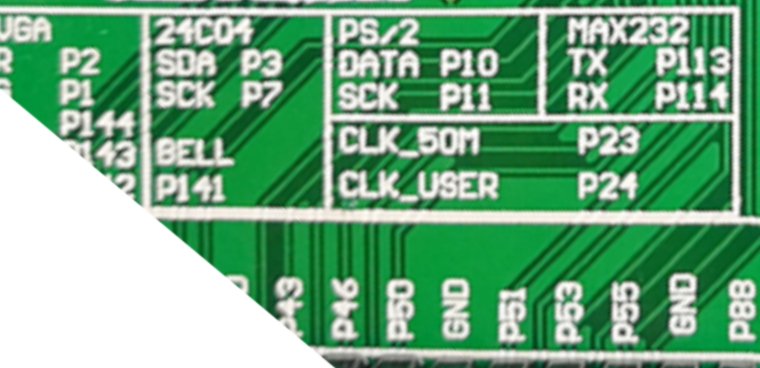 VGA 24C04 PS/2 MAX232
R P2 SDA P3 DATA P10 TX P113
P1 SCK P7 SCK P11 RX P114
P144
P143 BELL CLK_50M P23
P141 CLK_USER P24
P43 P46 P50 GND P51 P53 P55 GND P88